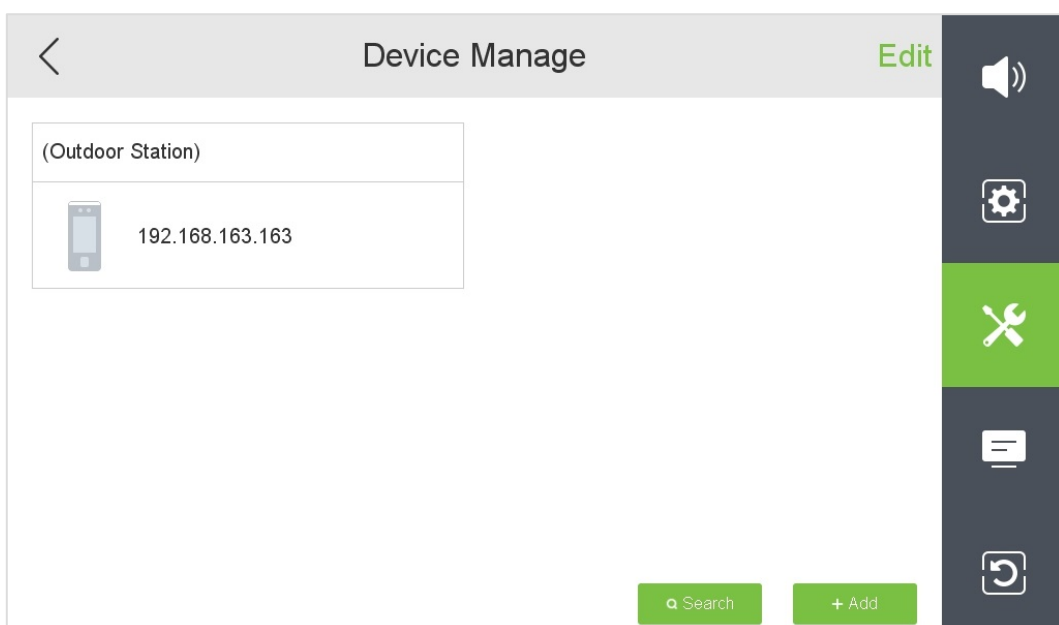 Device Manage
Edit
(Outdoor Station)
192.168.163.163
Search
+ Add